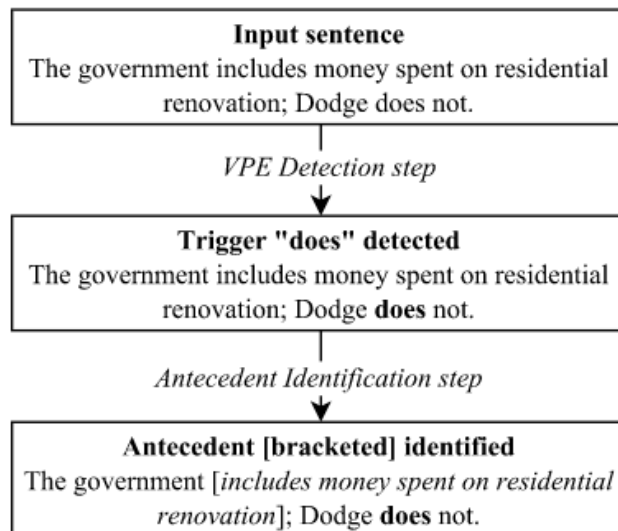 Input sentence
The government includes money spent on residential
renovation; Dodge does not.
VPE Detection step
Trigger "does" detected
The government includes money spent on residential
renovation; Dodge does not.
Antecedent Identification step
Antecedent [bracketed] identified
The government [includes money spent on residential
renovation]; Dodge does not.